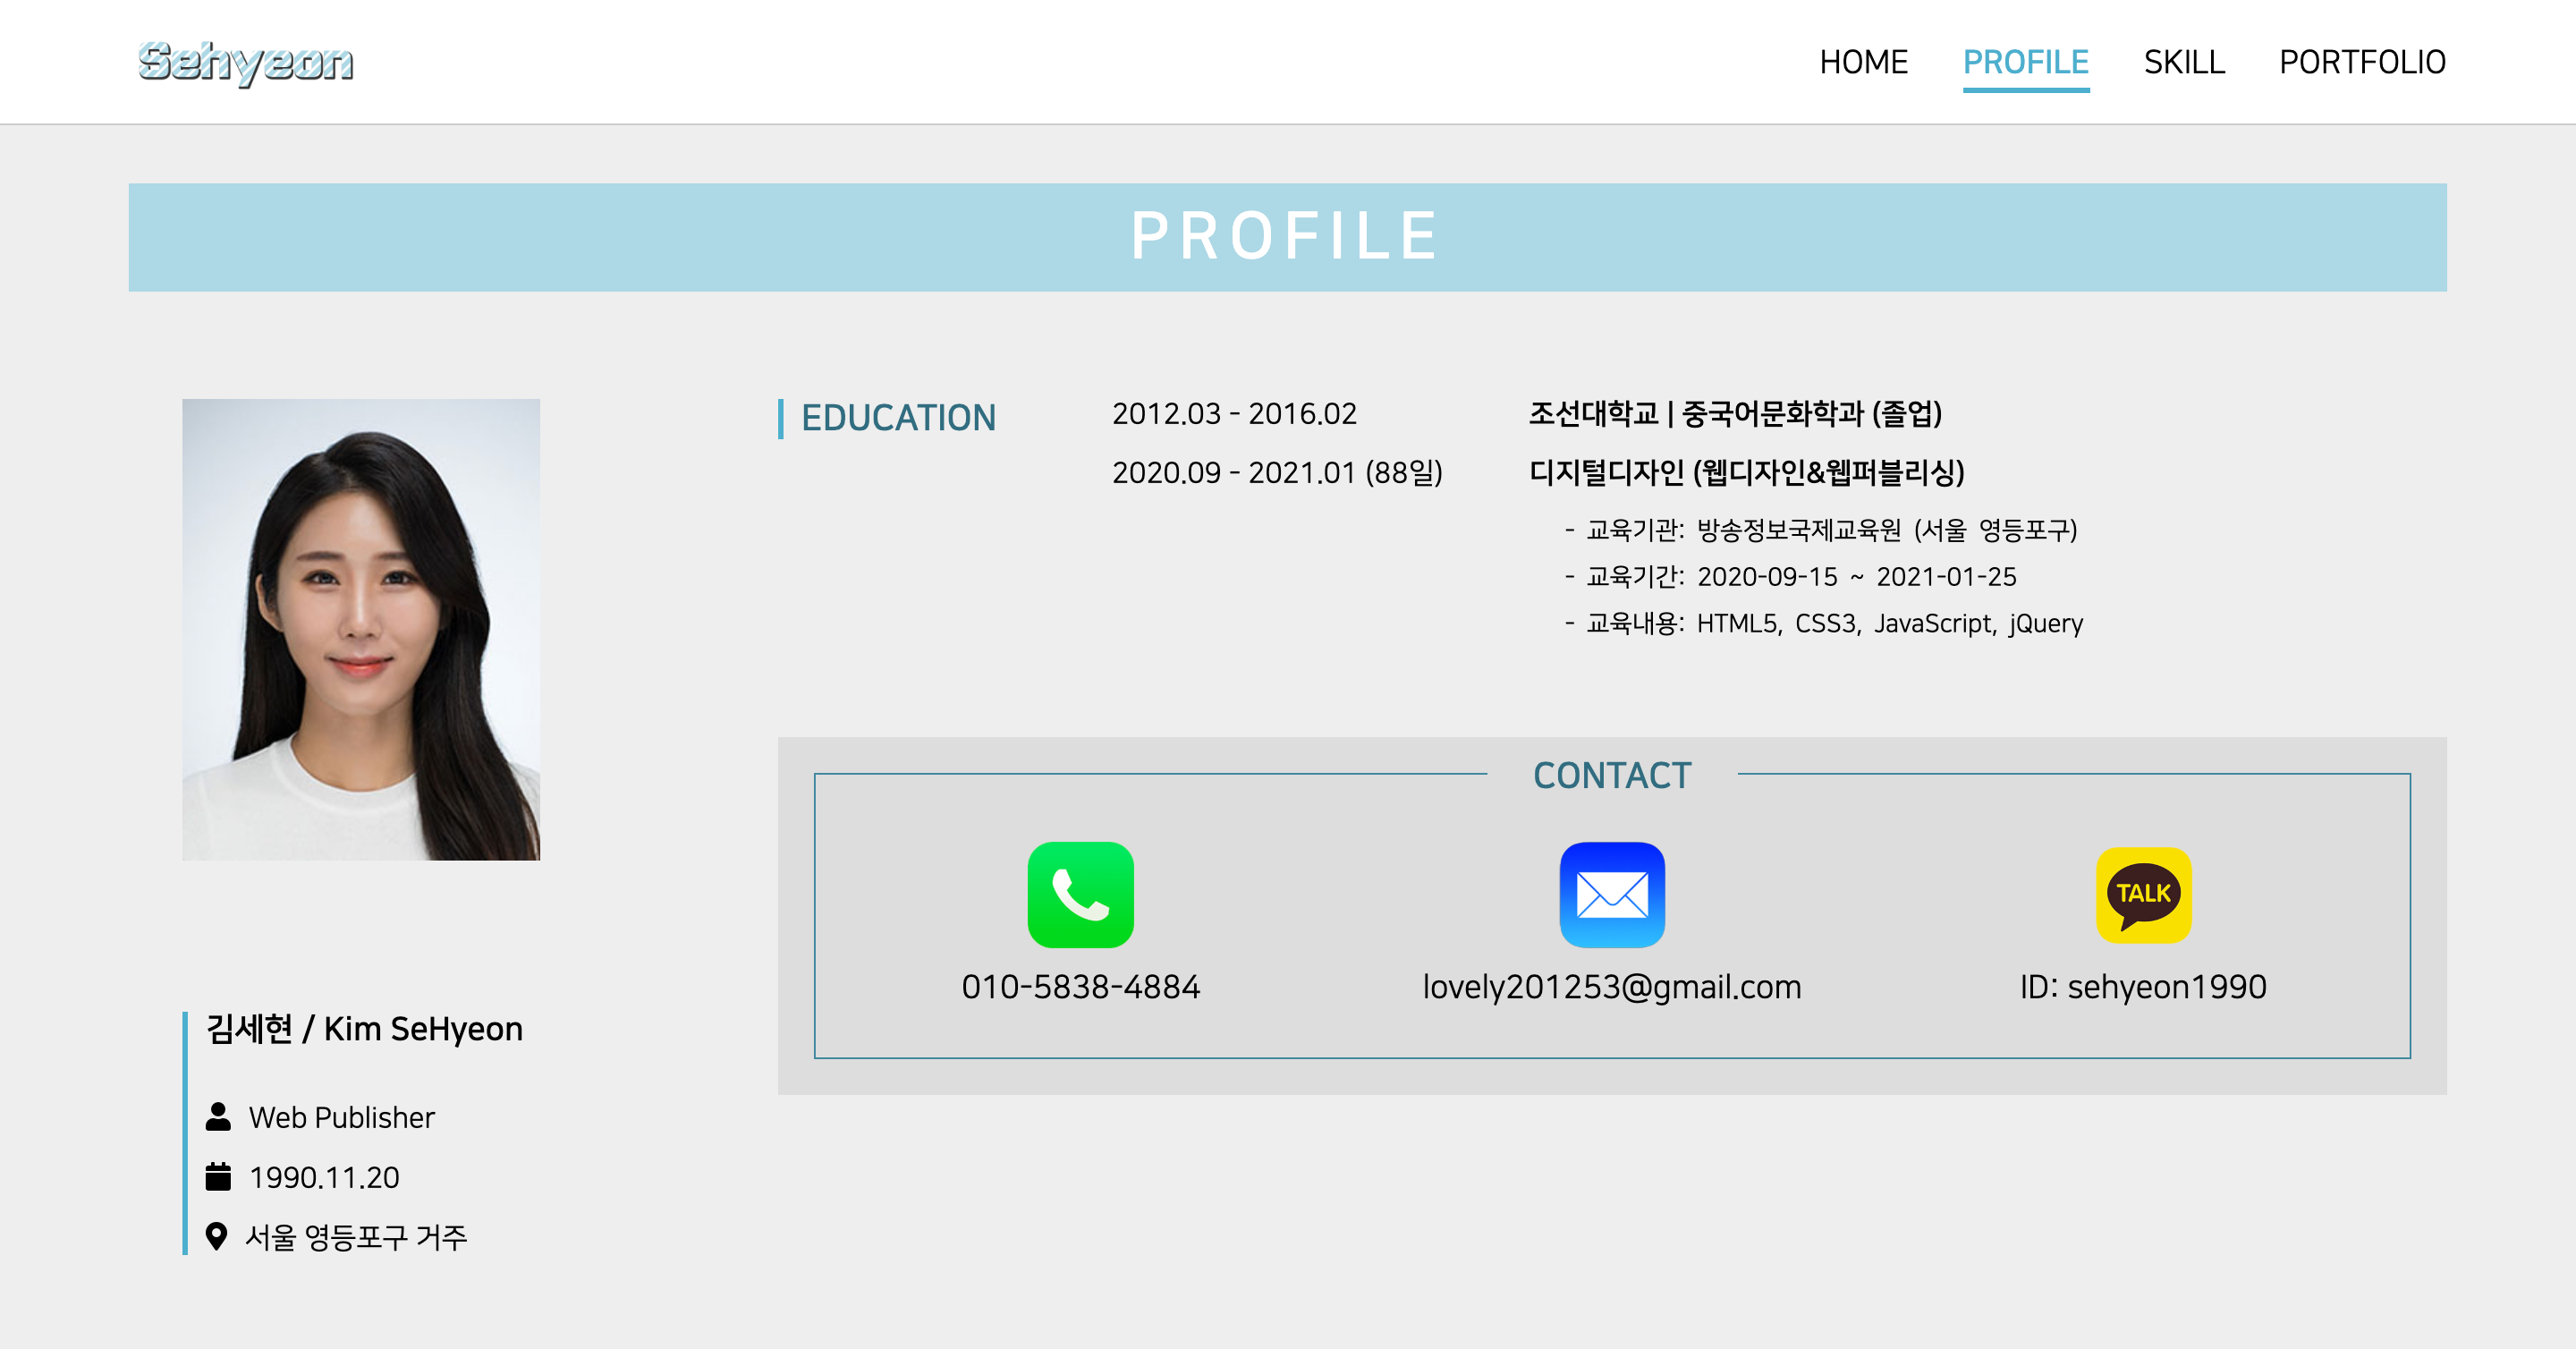 Sehyeon
HOME PROFILE SKILL PORTFOLIO
PROFILE
EDUCATION
2012.03 - 2016.02 조선대학교 | 중국어문화학과 (졸업)
2020.09 - 2021.01 (88일) 디지털디자인 (웹디자인&웹퍼블리싱)
- 교육기관: 방송정보국제교육원 (서울 영등포구)
- 교육기간: 2020-09-15 ~ 2021-01-25
- 교육내용: HTML5, CSS3, JavaScript, jQuery
CONTACT
TALK
010-5838-4884 lovely201253@gmail.com ID: sehyeon1990
김세현 / Kim SeHyeon
Web Publisher
1990.11.20
서울 영등포구 거주